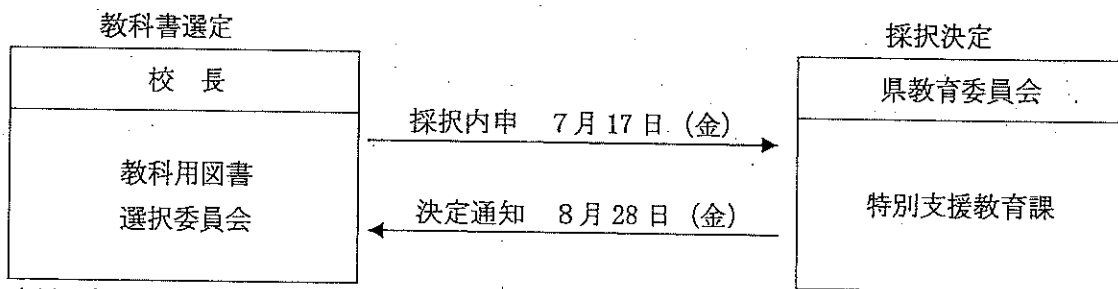 教科書選定
校 長
教科用図書
選択委員会
採択内申 7月17日 (金)
決定通知 8月28日 (金)
採択決定
県教育委員会
特別支援教育課